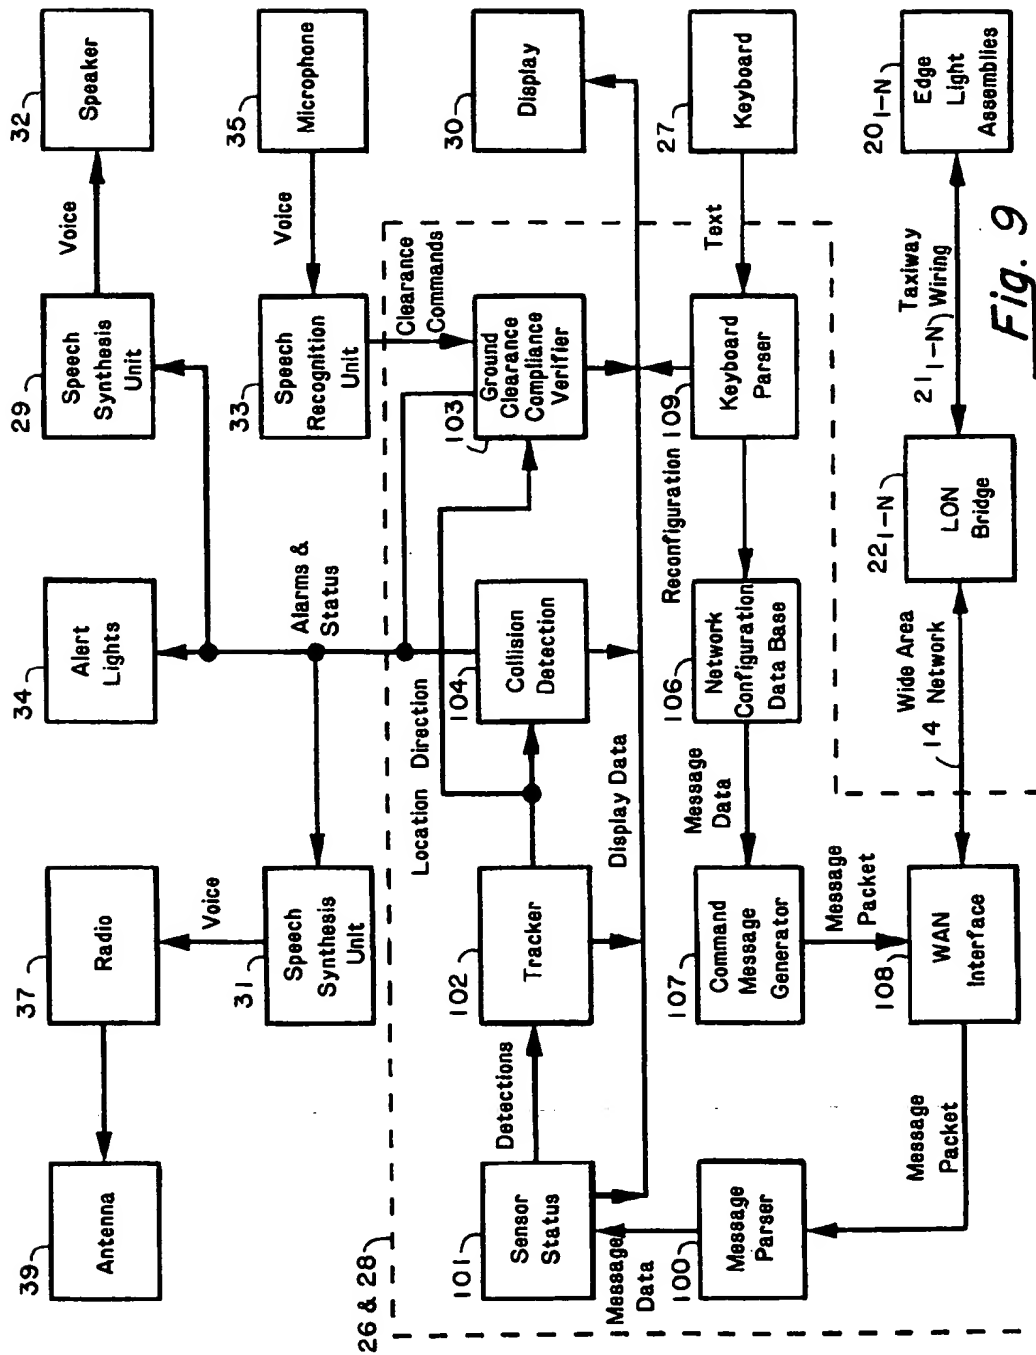 39
Antenna
37
Radio
34
Alert
Lights
29
Speech
Synthesis
Unit
Voice
32
Speaker
31
Speech
Synthesis
Unit
Voice
Alarms &
Status
33
Speech
Recognition
Unit
Voice
35
Microphone
26 & 28
Location Direction
Clearance
Commands
101
Sensor
Status
Detections
102
Tracker
104
Collision
Detection
103
Ground
Clearance
Compliance
Verifier
30
Display
Message
Data
Display Data
100
Message
Parser
107
Command
Message
Generator
Message
Data
106
Network
Configuration
Data Base
Reconfiguration
109
Keyboard
Parser
Text
27
Keyboard
Message
Packet
Message
Packet
108
WAN
Interface
Wide Area
Network
14
22 1-N
LON
Bridge
Taxiway
Wiring
21 1-N
20 1-N
Edge
Light
Assemblies
Fig. 9